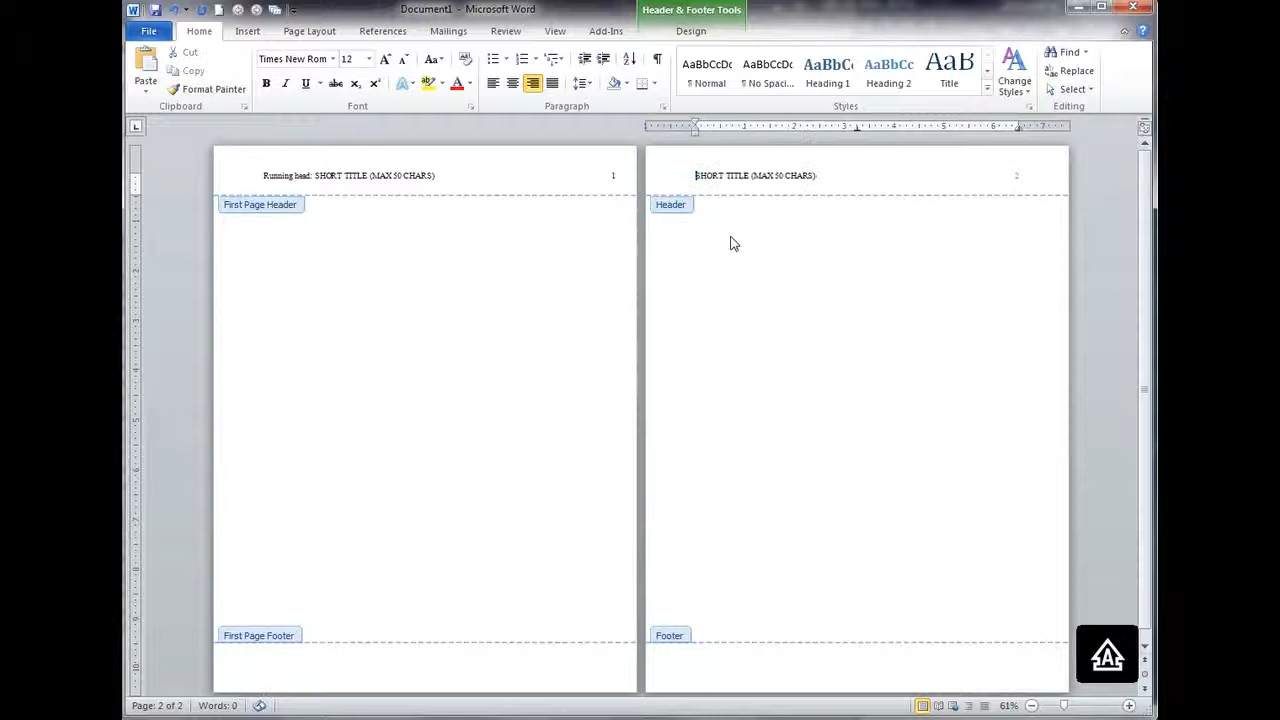 Document1 - Microsoft Word
Header & Footer Tools
File Home Insert Page Layout References Mailings Review View Add-Ins Design
Paste
Cut
Copy
Format Painter
Clipboard
Times New Rom 12
Font
Paragraph
AaBbCcDc AaBbCcDc AaBbC AaBbCc AaB
¶ Normal ¶ No Spaci... Heading 1 Heading 2 Title
Styles
Change
Styles
Find
Replace
Select
Editing
Running head: SHORT TITLE (MAX 50 CHARS) 1
First Page Header
First Page Footer
SHORT TITLE (MAX 50 CHARS) 2
Header
Footer
A
Page: 2 of 2 Words: 0 61%